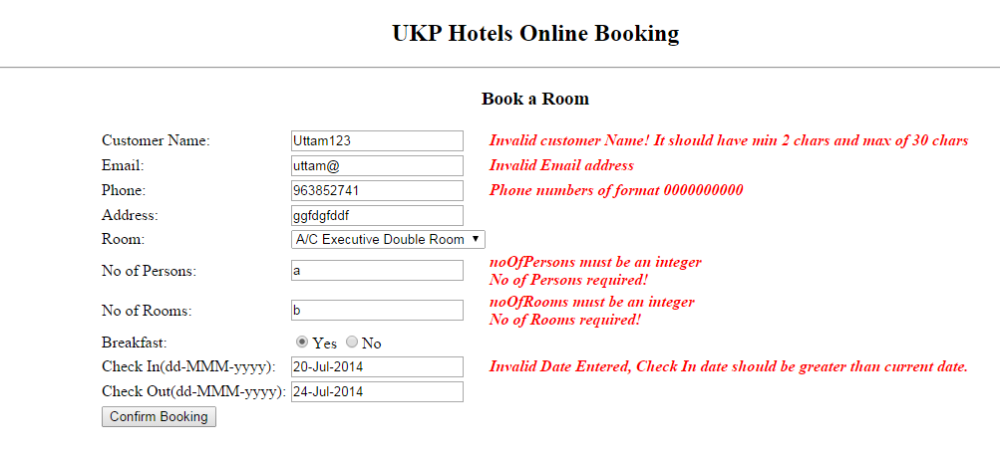 UKP Hotels Online Booking
Book a Room
Customer Name: Uttam123 Invalid customer Name! It should have min 2 chars and max of 30 chars
Email: uttam@ Invalid Email address
Phone: 963852741 Phone numbers of format 0000000000
Address: ggfdgfddf
Room: A/C Executive Double Room
No of Persons: a noOfPersons must be an integer
No of Persons required!
No of Rooms: b noOfRooms must be an integer
No of Rooms required!
Breakfast: Yes No
Check In(dd-MMM-yyyy): 20-Jul-2014 Invalid Date Entered, Check In date should be greater than current date.
Check Out(dd-MMM-yyyy): 24-Jul-2014
Confirm Booking